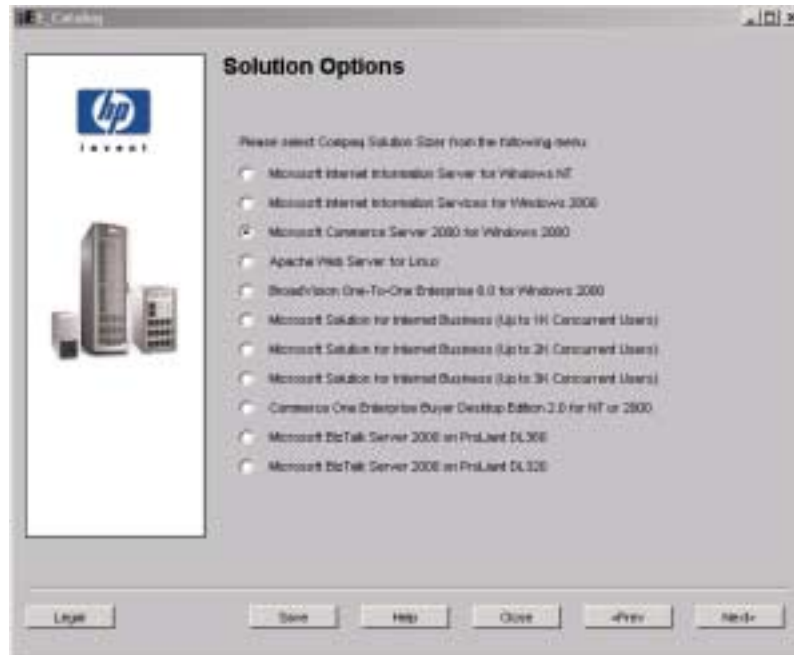 E_Catalog
Solution Options
hp
invent
Please select Compaq Solution Sizer from the following menu
Microsoft Internet Information Server for Windows NT
Microsoft Internet Information Services for Windows 2000
Microsoft Commerce Server 2000 for Windows 2000
Apache Web Server for Linux
BroadVision One-To-One Enterprise 6.0 for Windows 2000
Microsoft Solution for Internet Business (Up to 1K Concurrent Users)
Microsoft Solution for Internet Business (Up to 2K Concurrent Users)
Microsoft Solution for Internet Business (Up to 3K Concurrent Users)
Commerce One Enterprise Buyer Desktop Edition 2.0 for NT or 2000
Microsoft BizTalk Server 2000 on ProLiant DL360
Microsoft BizTalk Server 2000 on ProLiant DL320
Legal
Save
Help
Close
<Prev
Next>